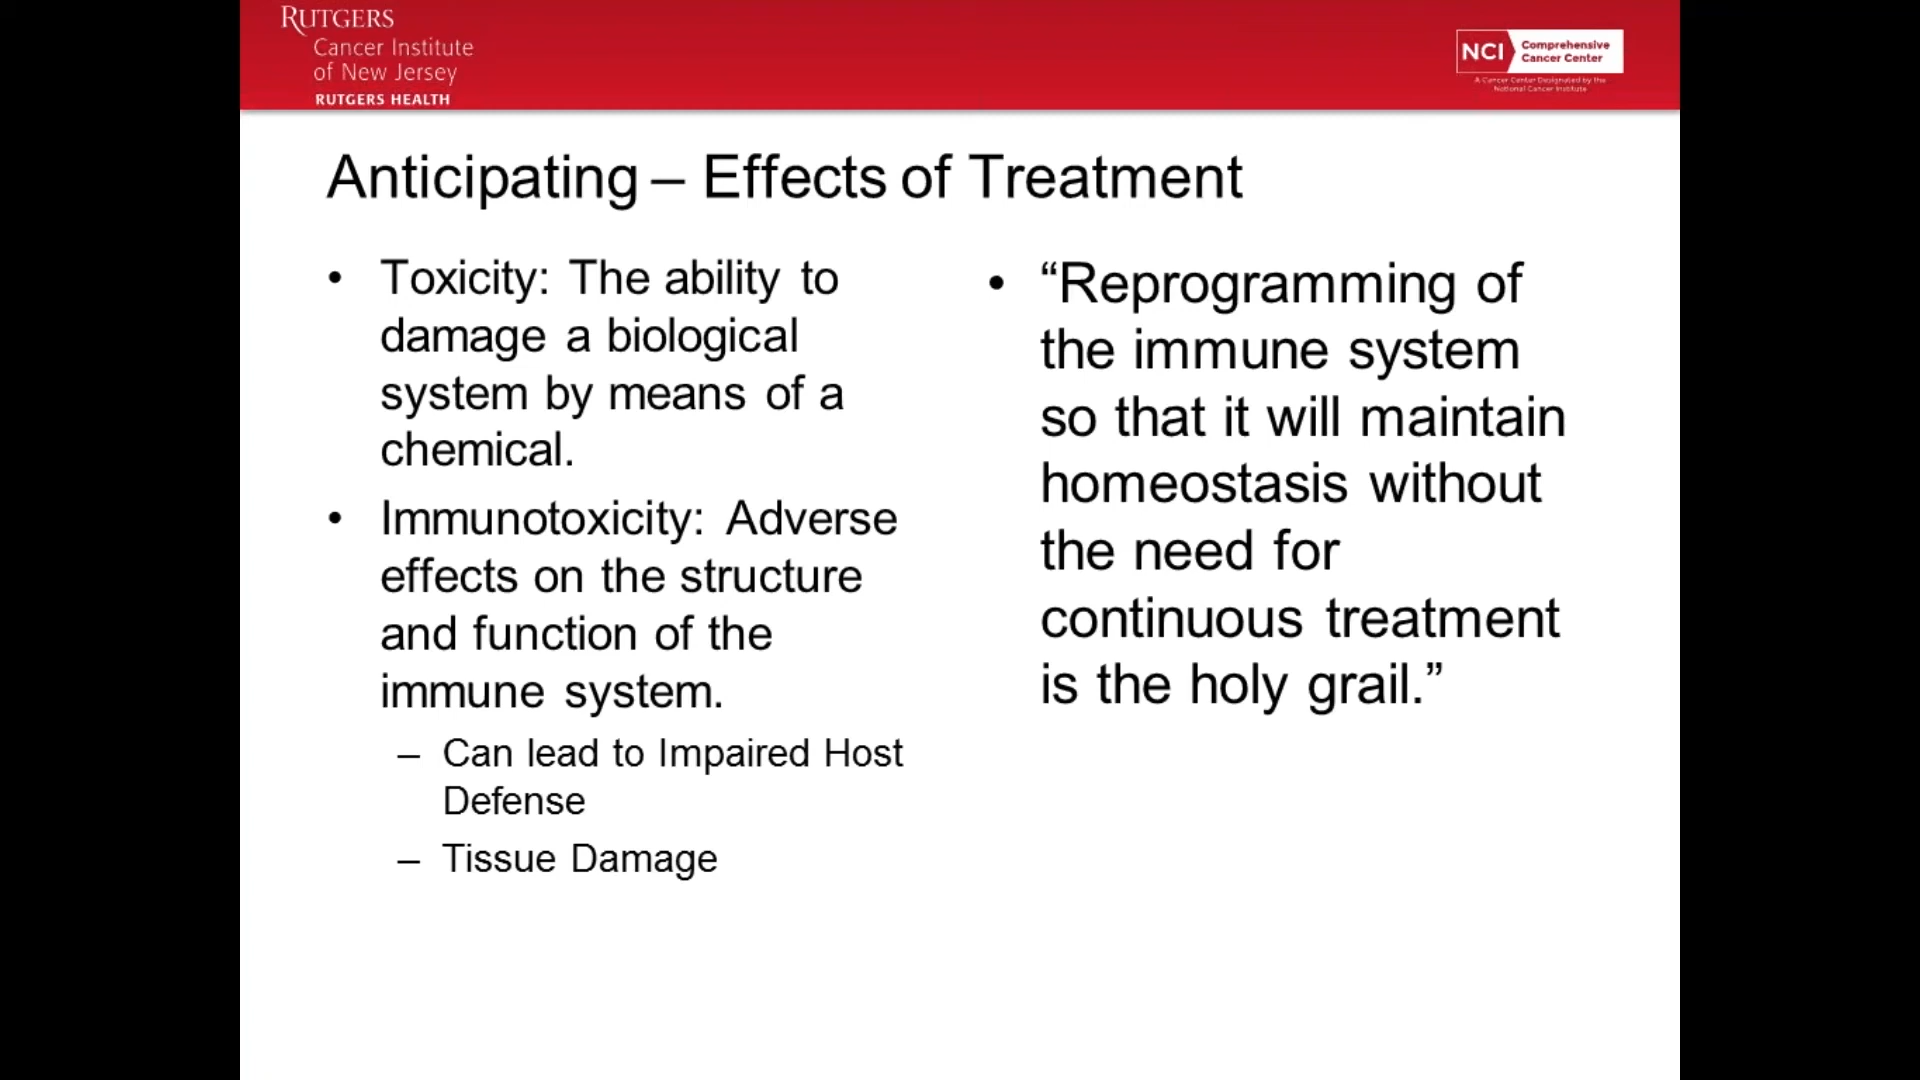 RUTGERS
Cancer Institute
of New Jersey
RUTGERS HEALTH
NCI
Comprehensive
Cancer Center
A Cancer Center Designated by the
National Cancer Institute
Anticipating – Effects of Treatment
• Toxicity: The ability to
damage a biological
system by means of a
chemical.
• Immunotoxicity: Adverse
effects on the structure
and function of the
immune system.
– Can lead to Impaired Host
Defense
– Tissue Damage
• “Reprogramming of
the immune system
so that it will maintain
homeostasis without
the need for
continuous treatment
is the holy grail.”